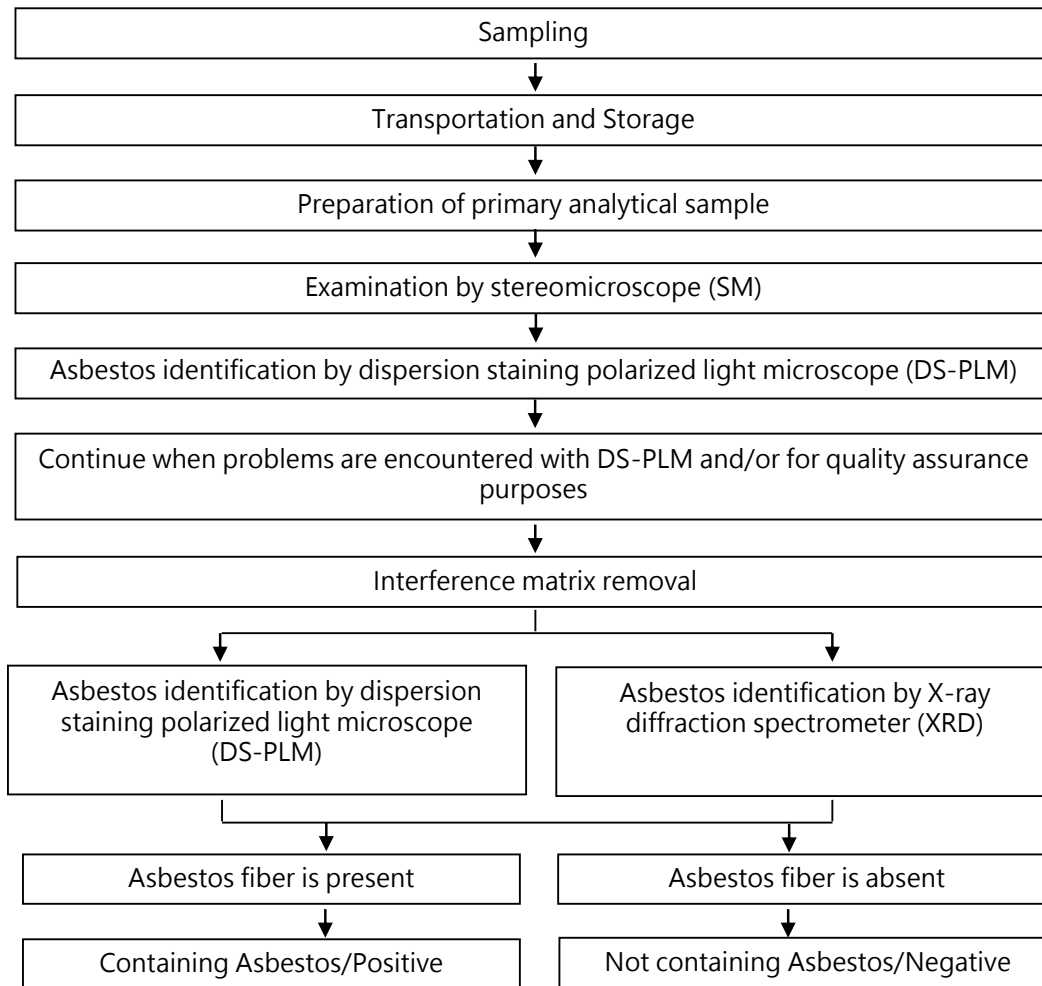 Sampling
Transportation and Storage
Preparation of primary analytical sample
Examination by stereomicroscope (SM)
Asbestos identification by dispersion staining polarized light microscope (DS-PLM)
Continue when problems are encountered with DS-PLM and/or for quality assurance
purposes
Interference matrix removal
Asbestos identification by dispersion
staining polarized light microscope
(DS-PLM)
Asbestos identification by X-ray
diffraction spectrometer (XRD)
Asbestos fiber is present
Asbestos fiber is absent
Containing Asbestos/Positive
Not containing Asbestos/Negative